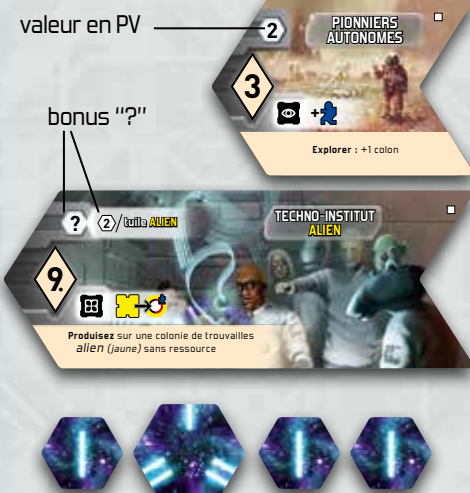 valeur en PV
2
PIONNIERS
AUTONOMES
3
+
Explorer : +1 colon
bonus "?"
?
2/tuile ALIEN
TECHNO-INSTITUT
ALIEN
9.
Produisez sur une colonie de trouvailles
alien (jaune) sans ressource